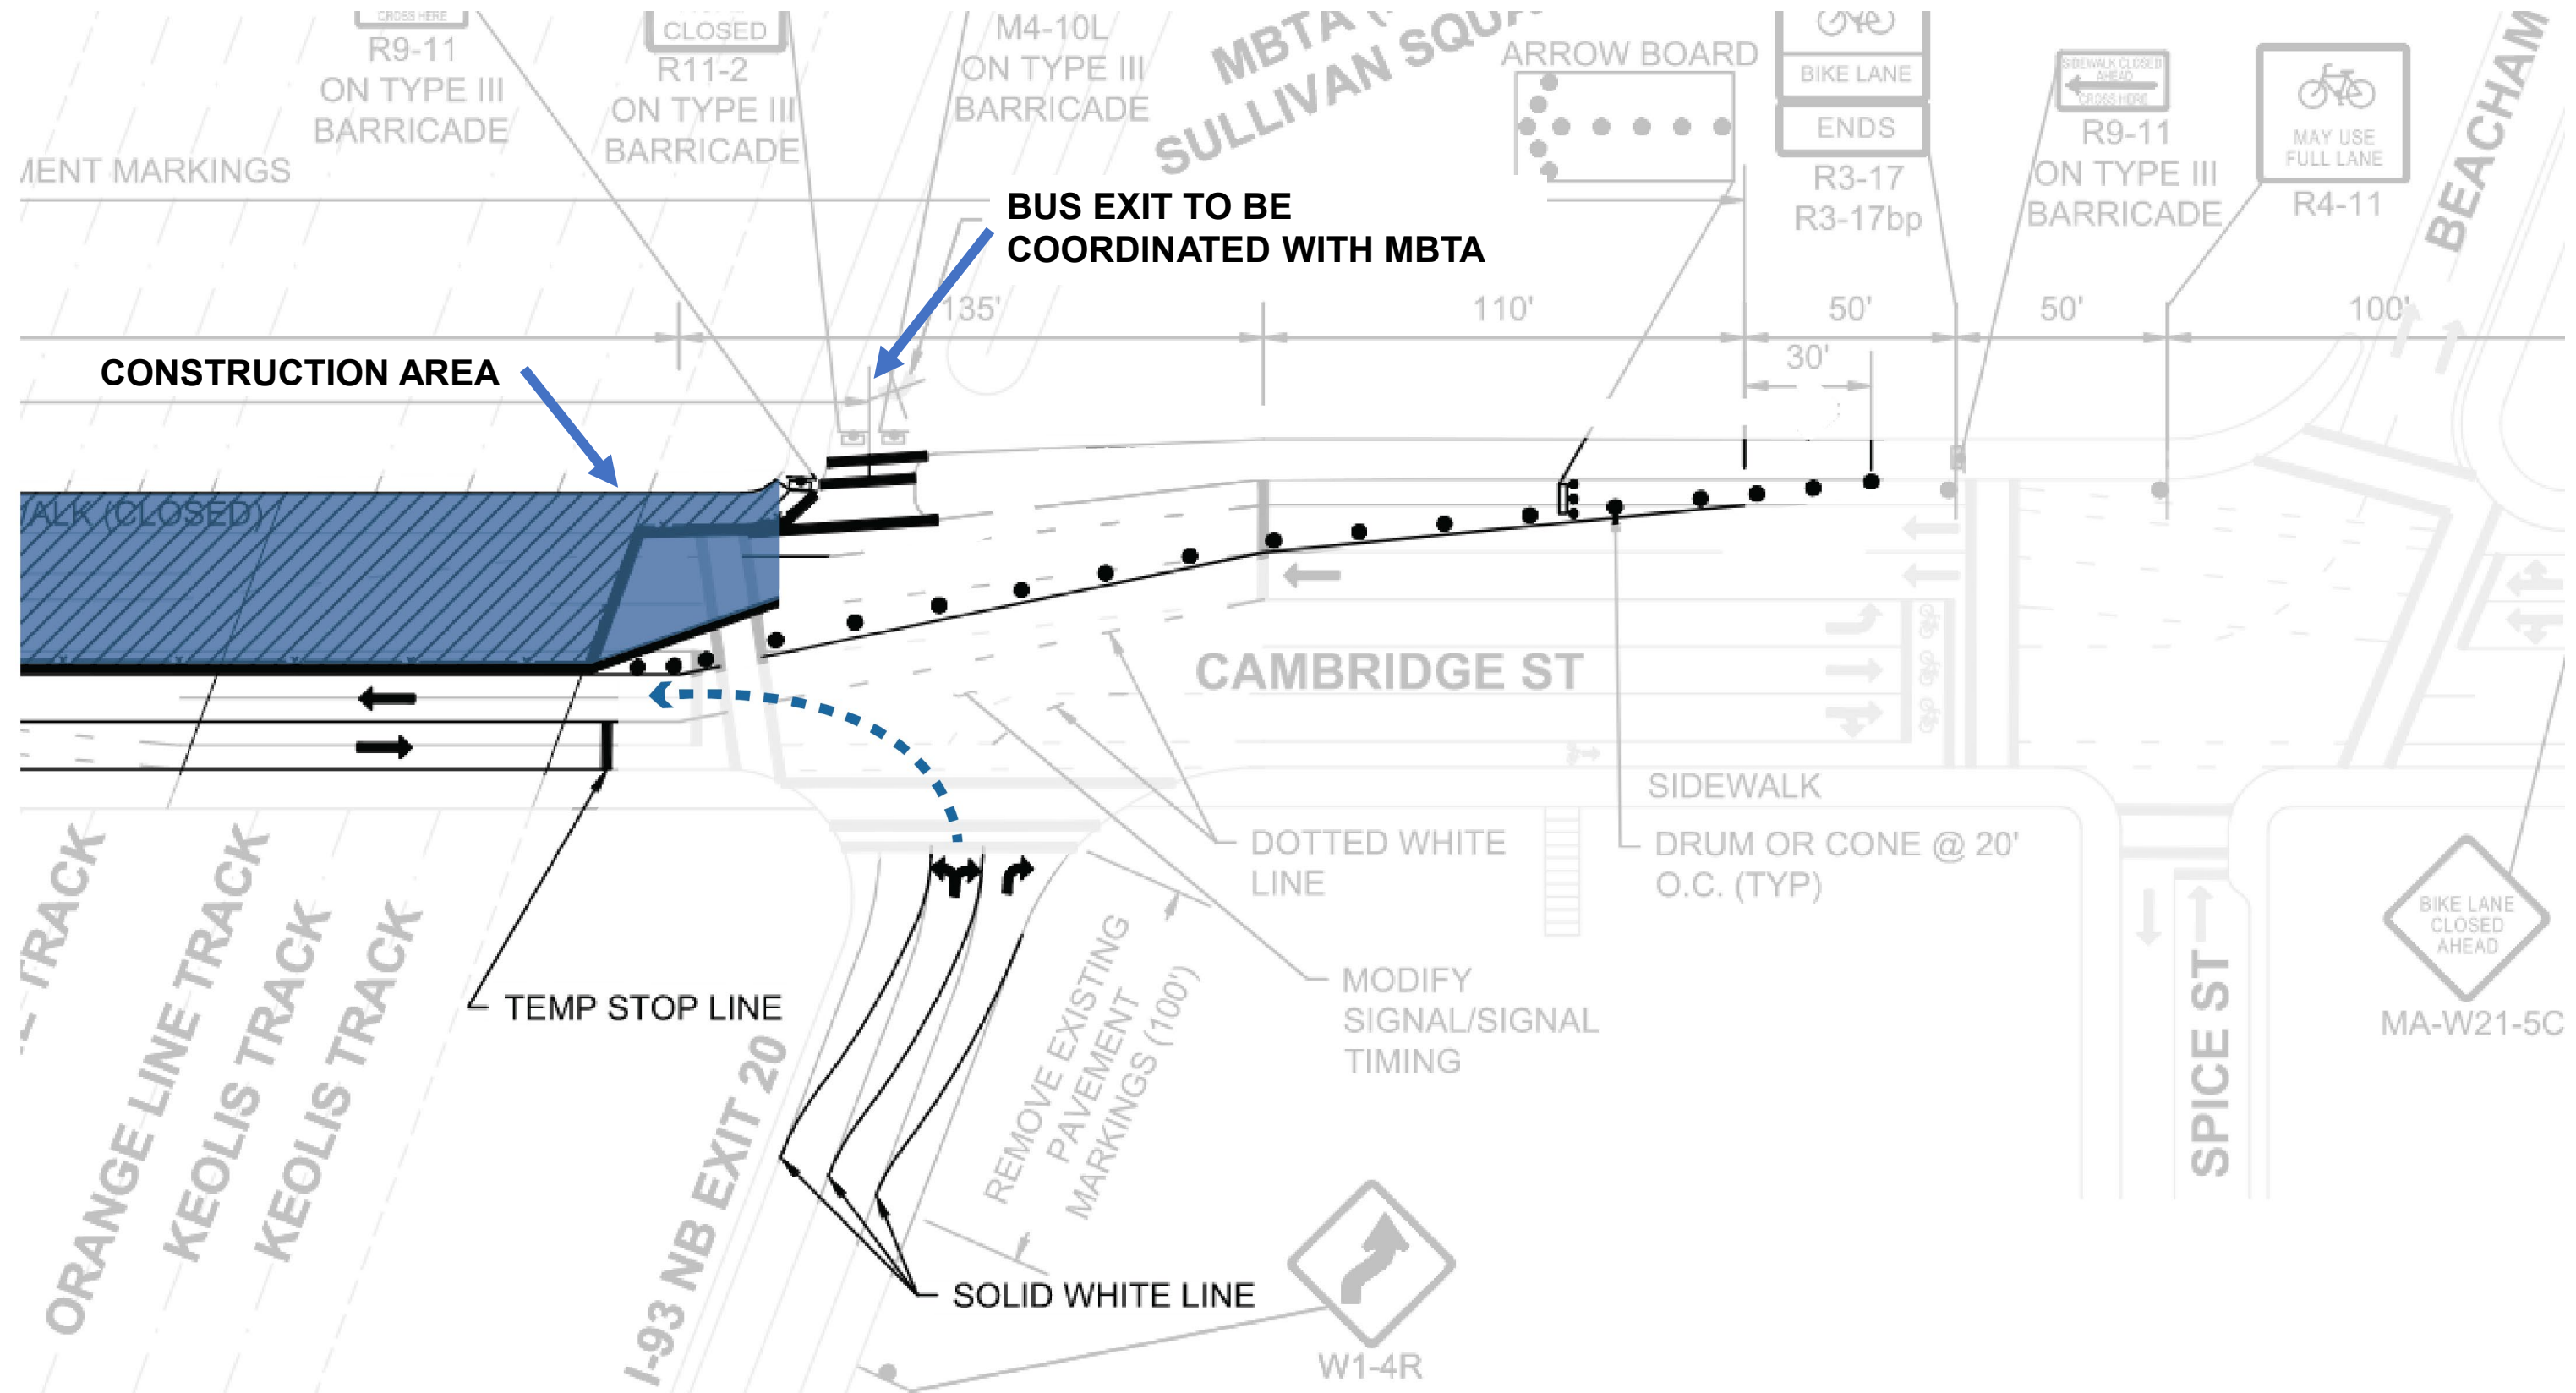 CROSS HERE
R9-11
ON TYPE III
BARRICADE
CLOSED
R11-2
ON TYPE III
BARRICADE
M4-10L
ON TYPE III
BARRICADE
MBTA
SULLIVAN SQUA
ARROW BOARD
BIKE LANE
ENDS
R3-17
R3-17bp
SIDEWALK CLOSED
AHEAD
CROSS HERE
R9-11
ON TYPE III
BARRICADE
MAY USE
FULL LANE
R4-11
BEACHAM
MENT MARKINGS
BUS EXIT TO BE
COORDINATED WITH MBTA
135'
110'
50'
50'
100'
30'
CONSTRUCTION AREA
ALK (CLOSED)
CAMBRIDGE ST
SIDEWALK
DOTTED WHITE
LINE
DRUM OR CONE @ 20'
O.C. (TYP)
MODIFY
SIGNAL/SIGNAL
TIMING
BIKE LANE
CLOSED
AHEAD
MA-W21-5C
SPICE ST
TEMP STOP LINE
TRACK
ORANGE LINE TRACK
KEOLIS TRACK
KEOLIS TRACK
I-93 NB EXIT 20
REMOVE EXISTING
PAVEMENT
MARKINGS (100')
SOLID WHITE LINE
W1-4R